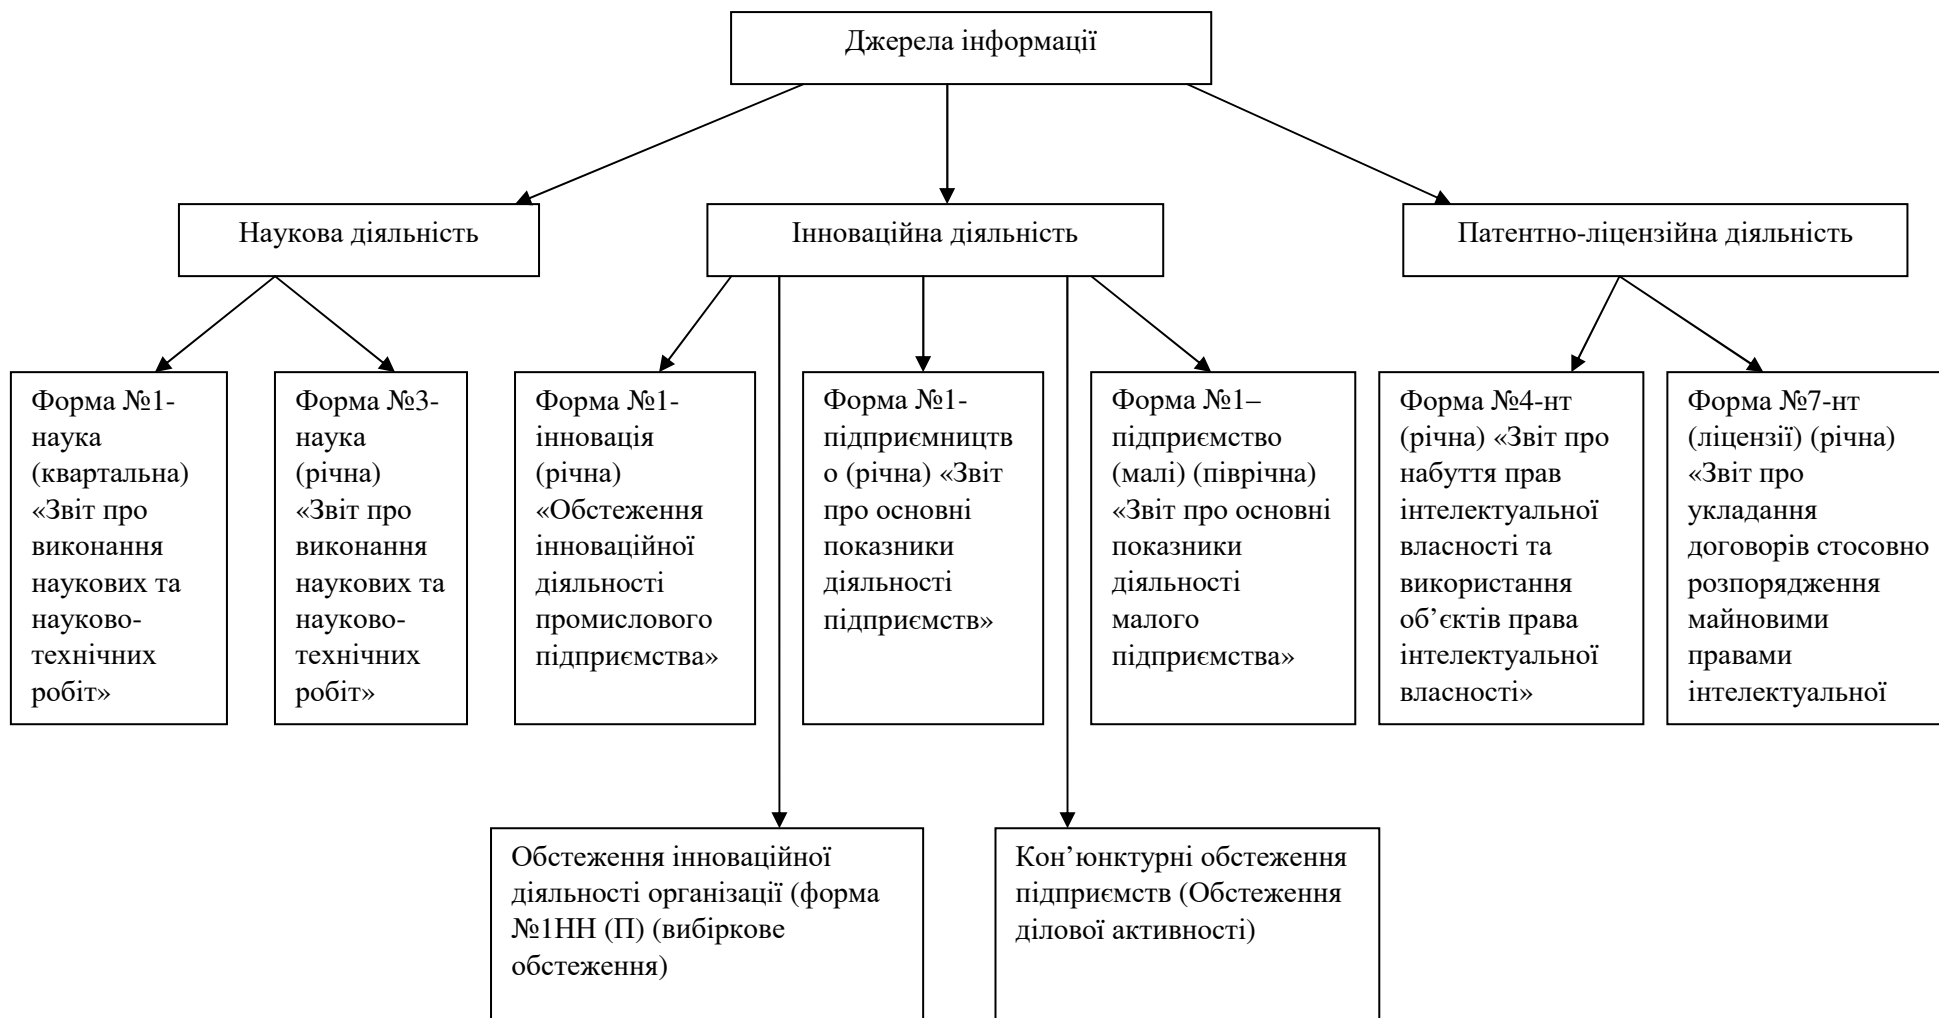 Джерела інформації
Наукова діяльність
Інноваційна діяльність
Патентно-ліцензійна діяльність
Форма №1-
наука
(квартальна)
«Звіт про
виконання
наукових та
науково-
технічних
робіт»
Форма №3-
наука
(річна)
«Звіт про
виконання
наукових та
науково-
технічних
робіт»
Форма №1-
інновація
(річна)
«Обстеження
інноваційної
діяльності
промислового
підприємства»
Форма №1-
підприємництв
о (річна) «Звіт
про основні
показники
діяльності
підприємств»
Форма №1–
підприємство
(малі) (піврічна)
«Звіт про основні
показники
діяльності
малого
підприємства»
Форма №4-нт
(річна) «Звіт про
набуття прав
інтелектуальної
власності та
використання
об’єктів права
інтелектуальної
власності»
Форма №7-нт
(ліцензії) (річна)
«Звіт про
укладання
договорів стосовно
розпорядження
майновими
правами
інтелектуальної
Обстеження інноваційної
діяльності організації (форма
№1НН (П) (вибіркове
обстеження)
Кон’юнктурні обстеження
підприємств (Обстеження
ділової активності)